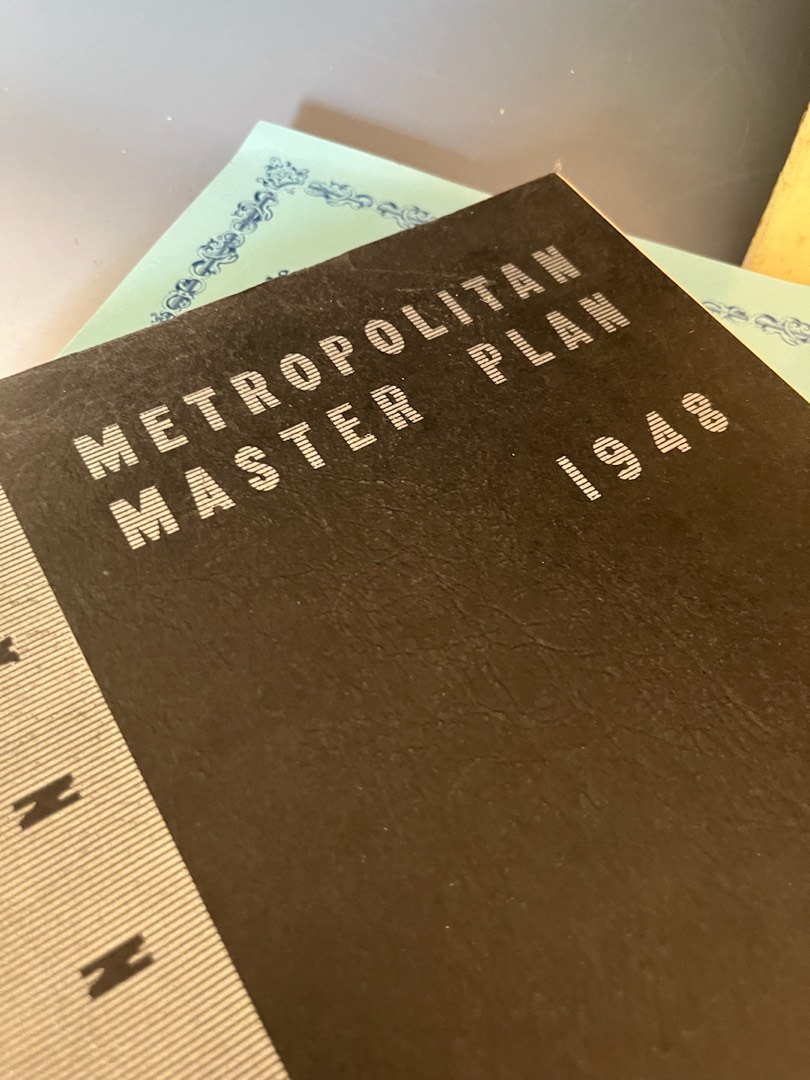 METROPOLITAN
MASTER PLAN
1948
N
N